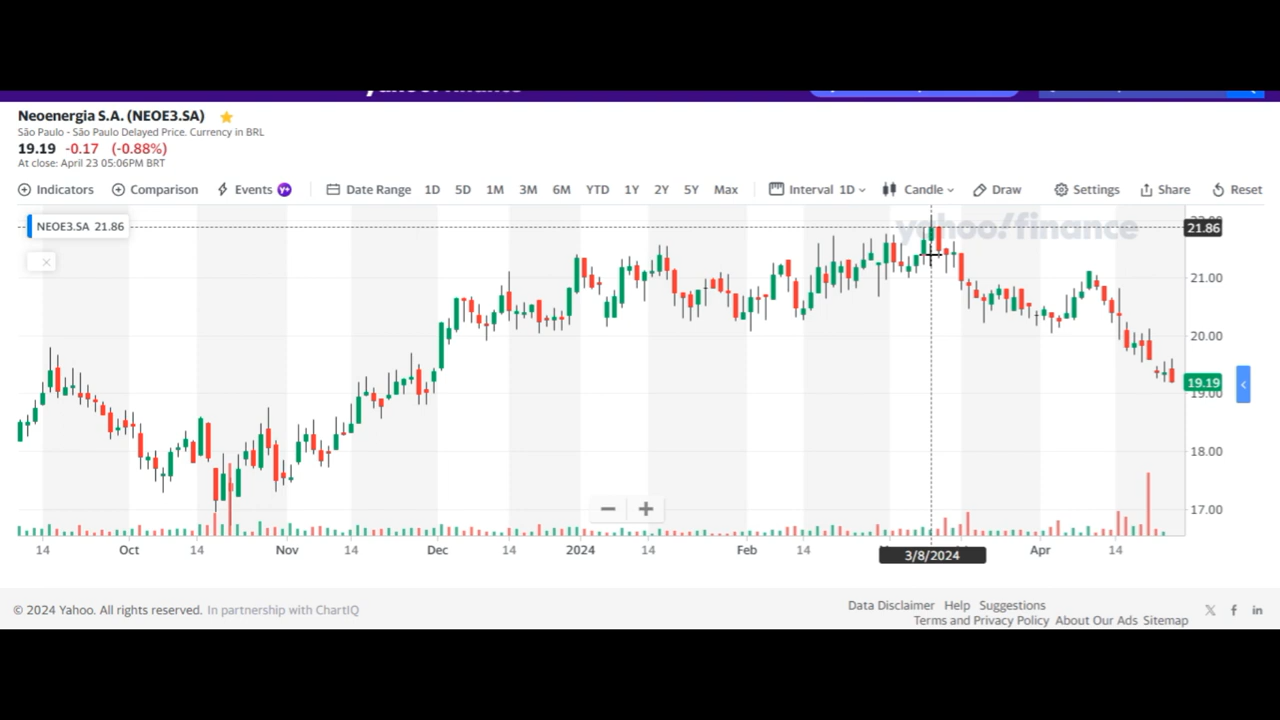 Neoenergia S.A. (NEOE3.SA)
São Paulo - São Paulo Delayed Price. Currency in BRL
19.19 -0.17 (-0.88%)
At close: April 23 05:06PM BRT
Indicators Comparison Events Y+ Date Range 1D 5D 1M 3M 6M YTD 1Y 2Y 5Y Max Interval 1D Candle Draw Settings Share Reset
NEOE3.SA 21.86
yahoo!finance
21.86
21.00
20.00
19.19
19.00
18.00
17.00
14 Oct 14 Nov 14 Dec 14 2024 14 Feb 14 3/8/2024 Apr 14
© 2024 Yahoo. All rights reserved. In partnership with ChartIQ
Data Disclaimer Help Suggestions
Terms and Privacy Policy About Our Ads Sitemap